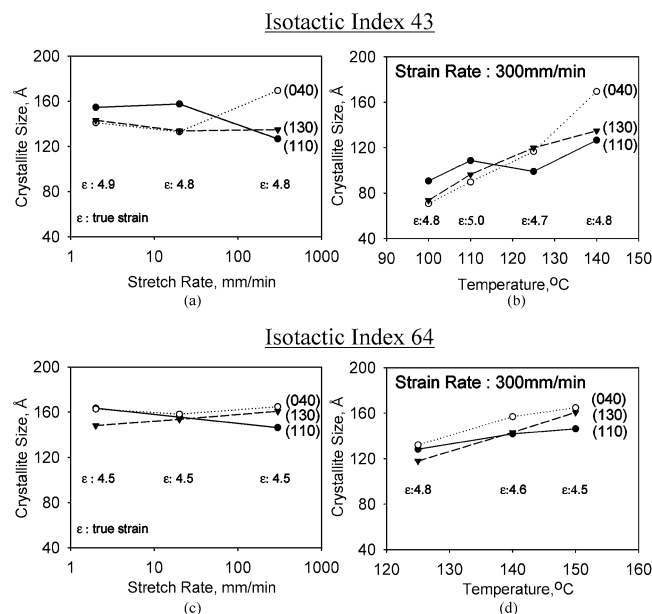 Isotactic Index 43
200
160
120
80
40
Crystallite Size, Å
(040)
(130)
(110)
ε : 4.9
ε : 4.8
ε : 4.8
ε : true strain
1
10
100
1000
Stretch Rate, mm/min
(a)
200
160
120
80
40
Crystallite Size, Å
Strain Rate : 300mm/min
(040)
(130)
(110)
ε:4.8
ε:5.0
ε:4.7
ε:4.8
90
100
110
120
130
140
150
Temperature,ºC
(b)
Isotactic Index 64
200
160
120
80
40
Crystallite Size, Å
(040)
(130)
(110)
ε: 4.5
ε: 4.5
ε: 4.5
ε : true strain
1
10
100
1000
Stretch Rate, mm/min
(c)
200
160
120
80
40
Crystallite Size, Å
Strain Rate : 300mm/min
(040)
(130)
(110)
ε:4.8
ε:4.6
ε:4.5
120
130
140
150
160
Temperature,ºC
(d)